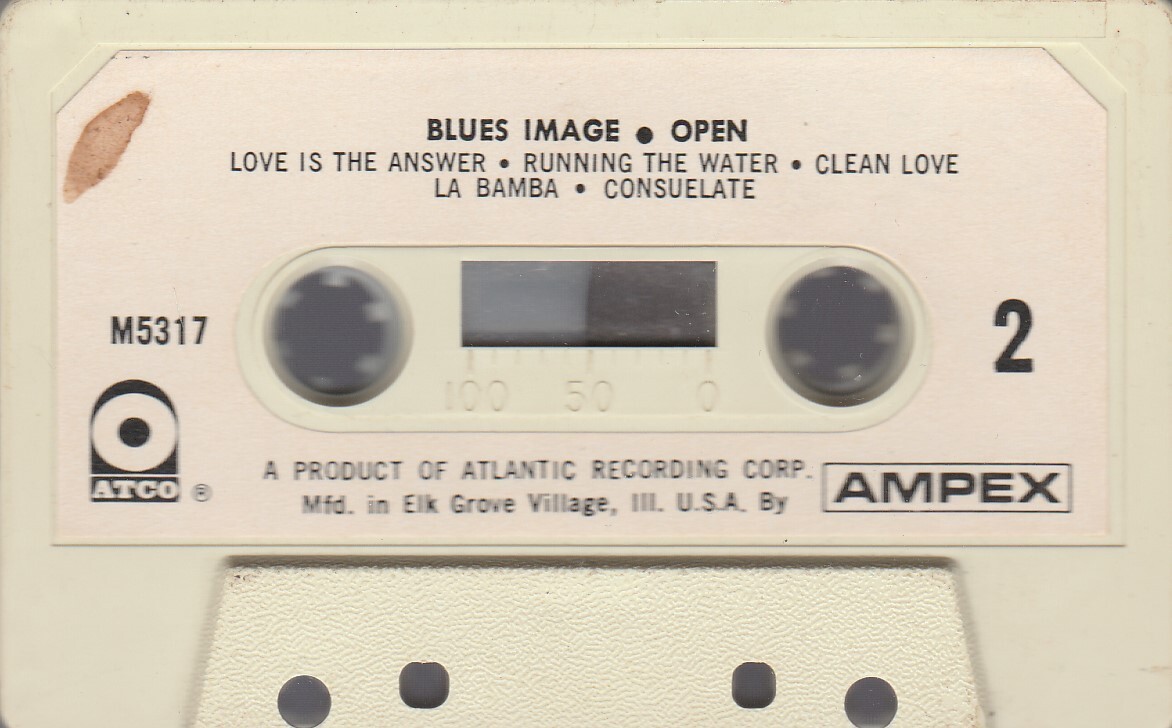 BLUES IMAGE ● OPEN
LOVE IS THE ANSWER • RUNNING THE WATER • CLEAN LOVE
LA BAMBA • CONSUELATE
M5317
2
100 50 0
ATCO ®
A PRODUCT OF ATLANTIC RECORDING CORP.
Mfd. in Elk Grove Village, Ill. U.S.A. By
AMPEX